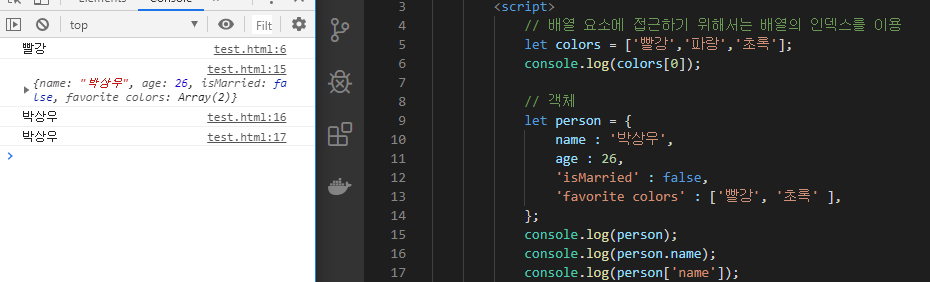 Elements
Console
top
Filt
빨강 test.html:6
test.html:15
{name: "박상우", age: 26, isMarried: fa
lse, favorite colors: Array(2)}
박상우 test.html:16
박상우 test.html:17
3 <script>
4 // 배열 요소에 접근하기 위해서는 배열의 인덱스를 이용
5 let colors = ['빨강','파랑','초록'];
6 console.log(colors[0]);
7
8 // 객체
9 let person = {
10 name : '박상우',
11 age : 26,
12 'isMarried' : false,
13 'favorite colors' : ['빨강', '초록' ],
14 };
15 console.log(person);
16 console.log(person.name);
17 console.log(person['name']);